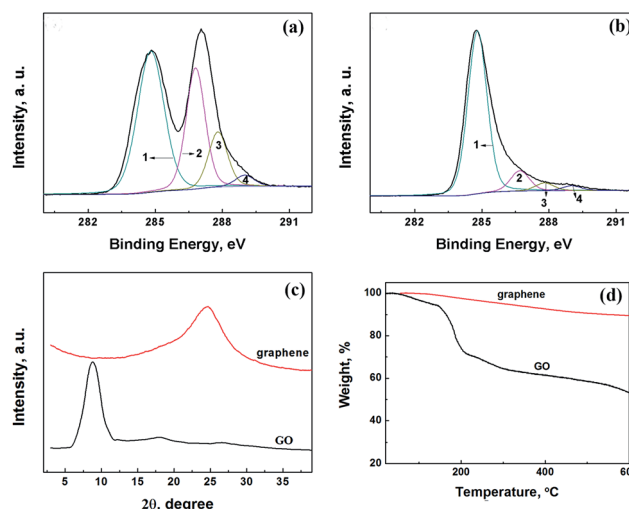 (a)
Intensity, a. u.
1
2
3
4
282
285
288
291
Binding Energy, eV
(b)
Intensity, a. u.
1
2
3
4
282
285
288
291
Binding Energy, eV
(c)
Intensity, a.u.
graphene
GO
5
10
15
20
25
30
35
2θ, degree
(d)
Weight, %
100
80
60
40
20
graphene
GO
200
400
600
Temperature, °C